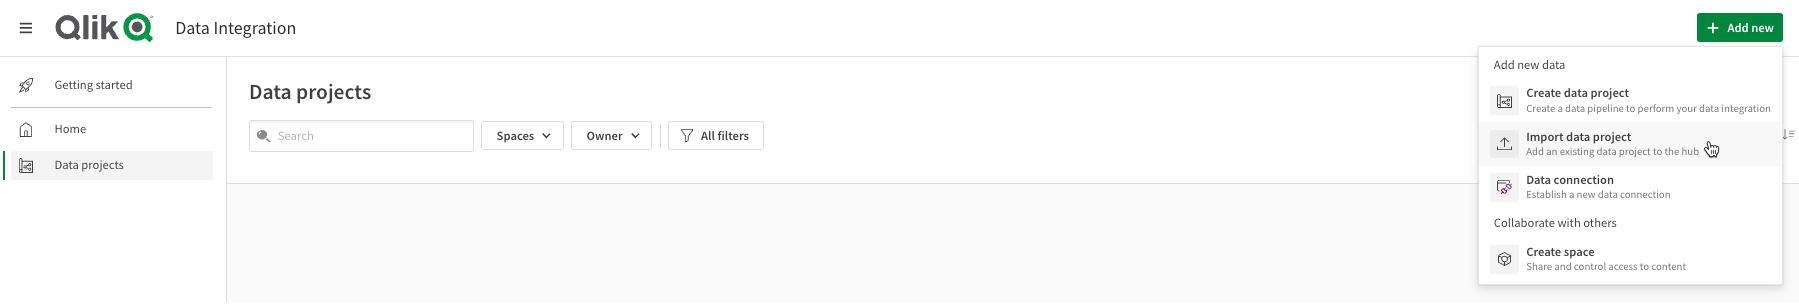 Qlik Data Integration
Add new
Getting started
Home
Data projects
Data projects
Search
Spaces
Owner
All filters
Add new data
Create data project
Create a data pipeline to perform your data integration
Import data project
Add an existing data project to the hub
Data connection
Establish a new data connection
Collaborate with others
Create space
Share and control access to content